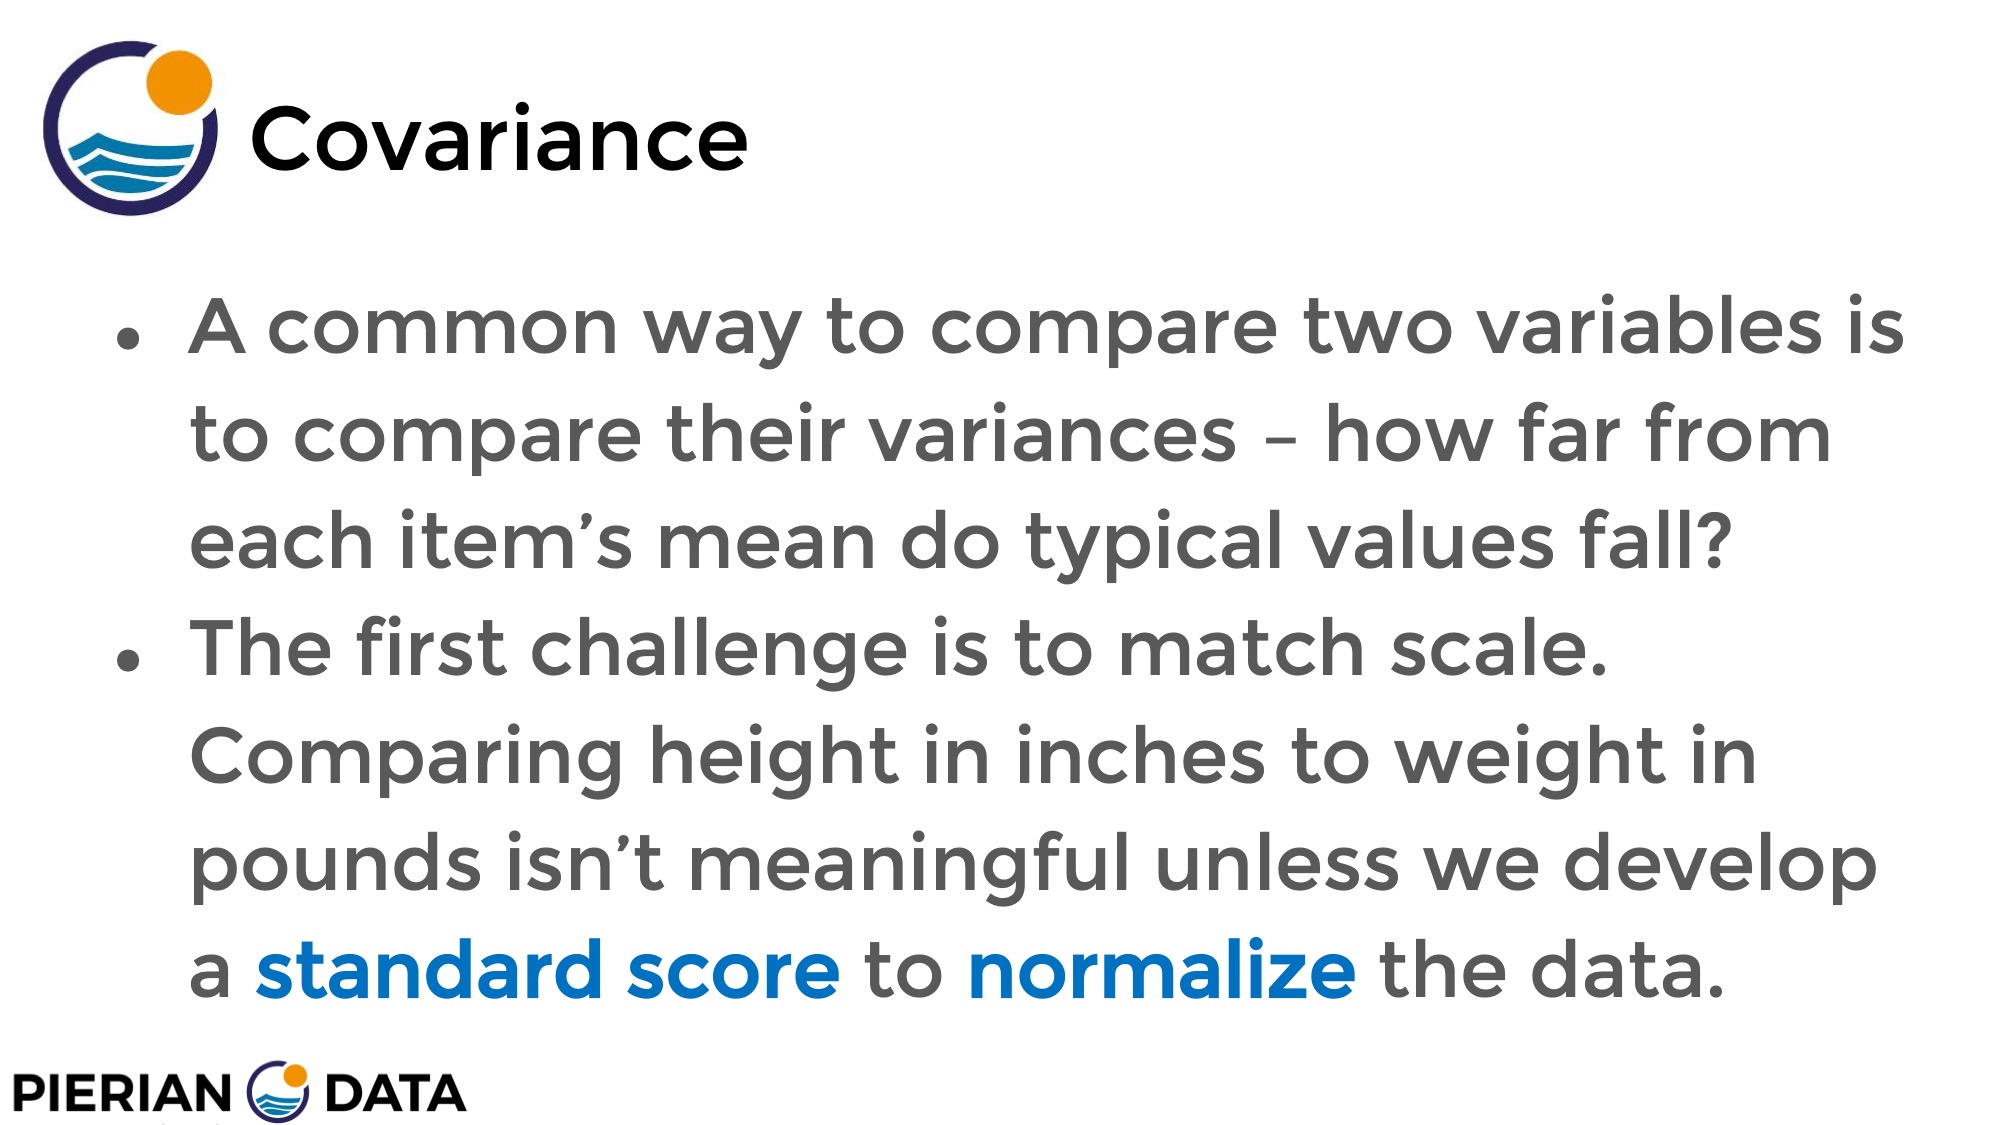 Covariance
• A common way to compare two variables is
to compare their variances – how far from
each item’s mean do typical values fall?
• The first challenge is to match scale.
Comparing height in inches to weight in
pounds isn’t meaningful unless we develop
a standard score to normalize the data.
PIERIAN DATA